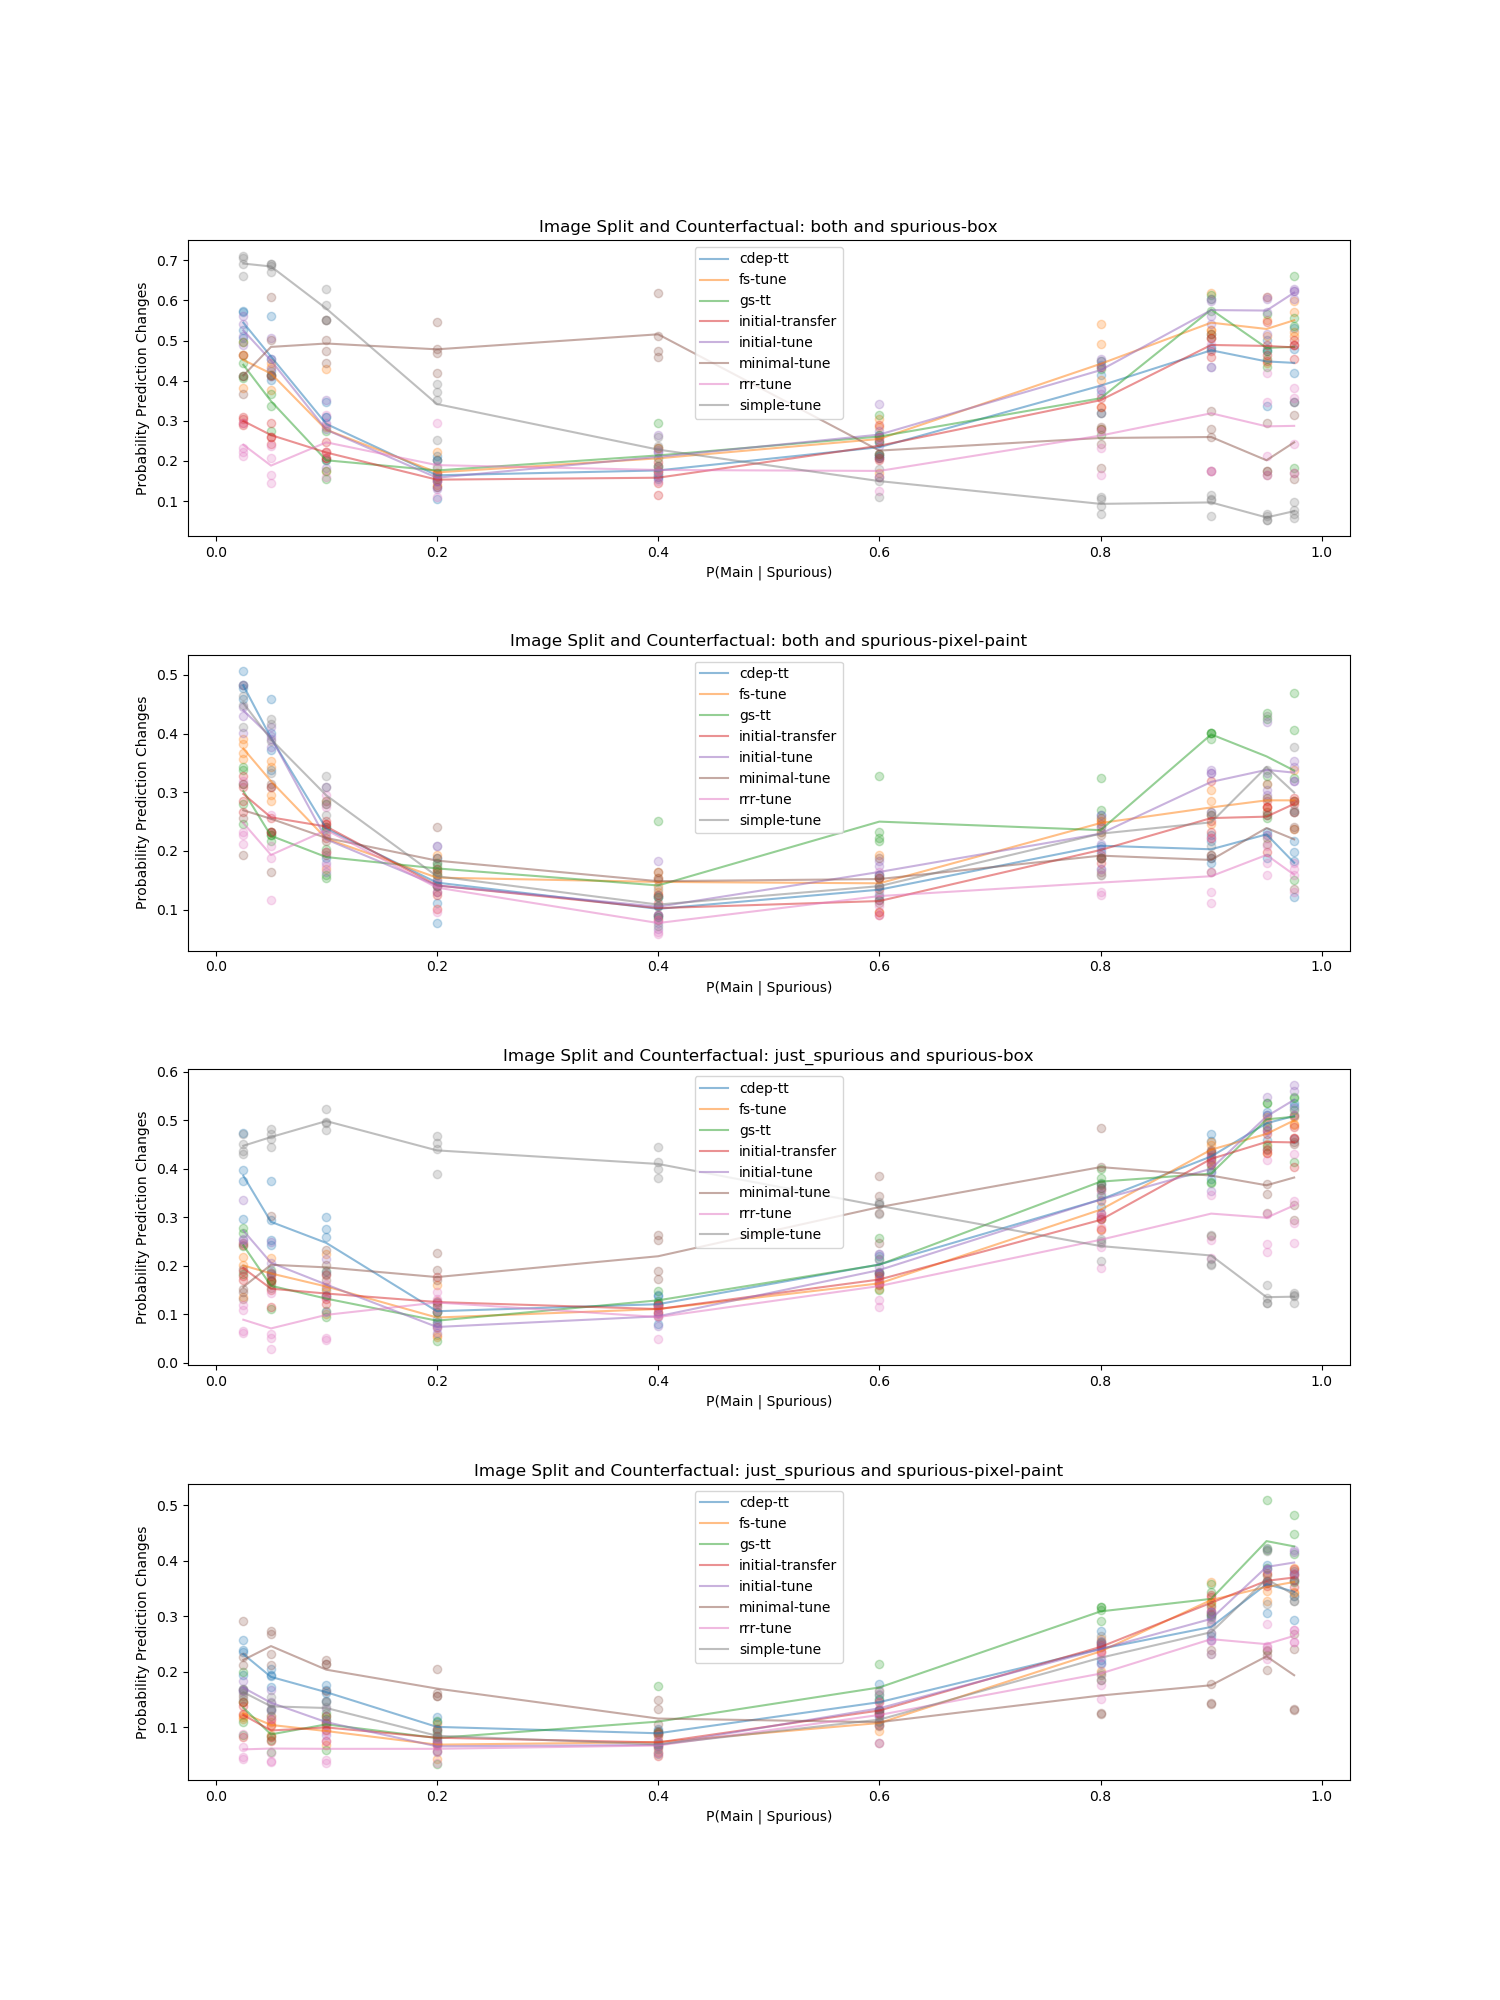 Image Split and Counterfactual: both and spurious-box
Probability Prediction Changes
0.7
0.6
0.5
0.4
0.3
0.2
0.1
cdep-tt
fs-tune
gs-tt
initial-transfer
initial-tune
minimal-tune
rrr-tune
simple-tune
0.0 0.2 0.4 0.6 0.8 1.0
P(Main | Spurious)
Image Split and Counterfactual: both and spurious-pixel-paint
Probability Prediction Changes
0.5
0.4
0.3
0.2
0.1
cdep-tt
fs-tune
gs-tt
initial-transfer
initial-tune
minimal-tune
rrr-tune
simple-tune
0.0 0.2 0.4 0.6 0.8 1.0
P(Main | Spurious)
Image Split and Counterfactual: just_spurious and spurious-box
Probability Prediction Changes
0.6
0.5
0.4
0.3
0.2
0.1
0.0
cdep-tt
fs-tune
gs-tt
initial-transfer
initial-tune
minimal-tune
rrr-tune
simple-tune
0.0 0.2 0.4 0.6 0.8 1.0
P(Main | Spurious)
Image Split and Counterfactual: just_spurious and spurious-pixel-paint
Probability Prediction Changes
0.5
0.4
0.3
0.2
0.1
cdep-tt
fs-tune
gs-tt
initial-transfer
initial-tune
minimal-tune
rrr-tune
simple-tune
0.0 0.2 0.4 0.6 0.8 1.0
P(Main | Spurious)